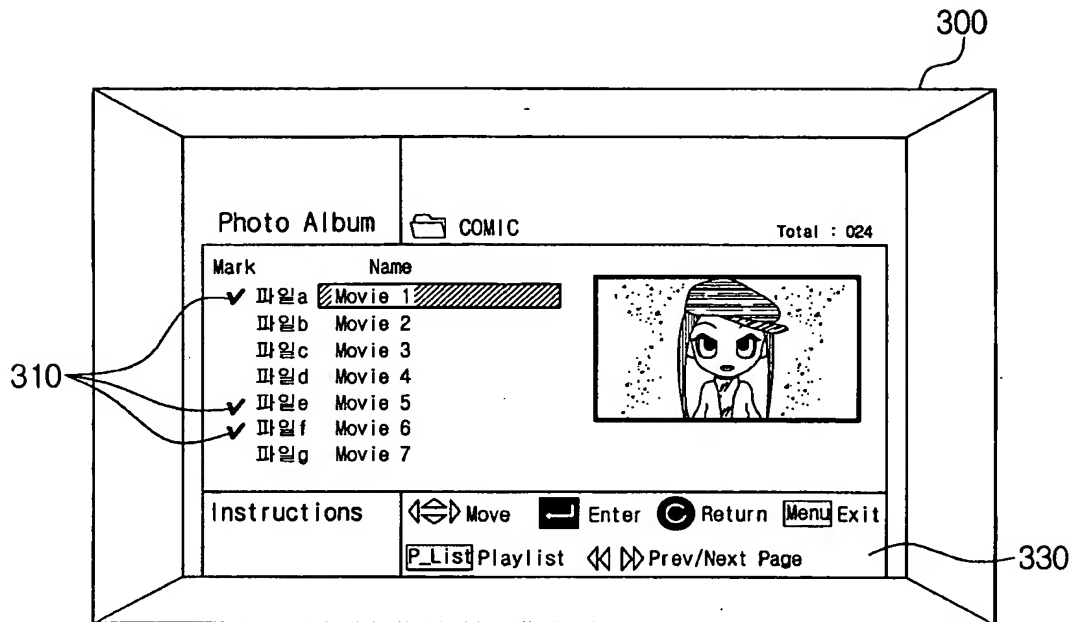 300
Photo Album
COMIC
Total : 024
Mark Name
파일a Movie 1
파일b Movie 2
파일c Movie 3
파일d Movie 4
310
파일e Movie 5
파일f Movie 6
파일g Movie 7
Instructions
Move Enter Return Menu Exit
P_List Playlist Prev/Next Page
330